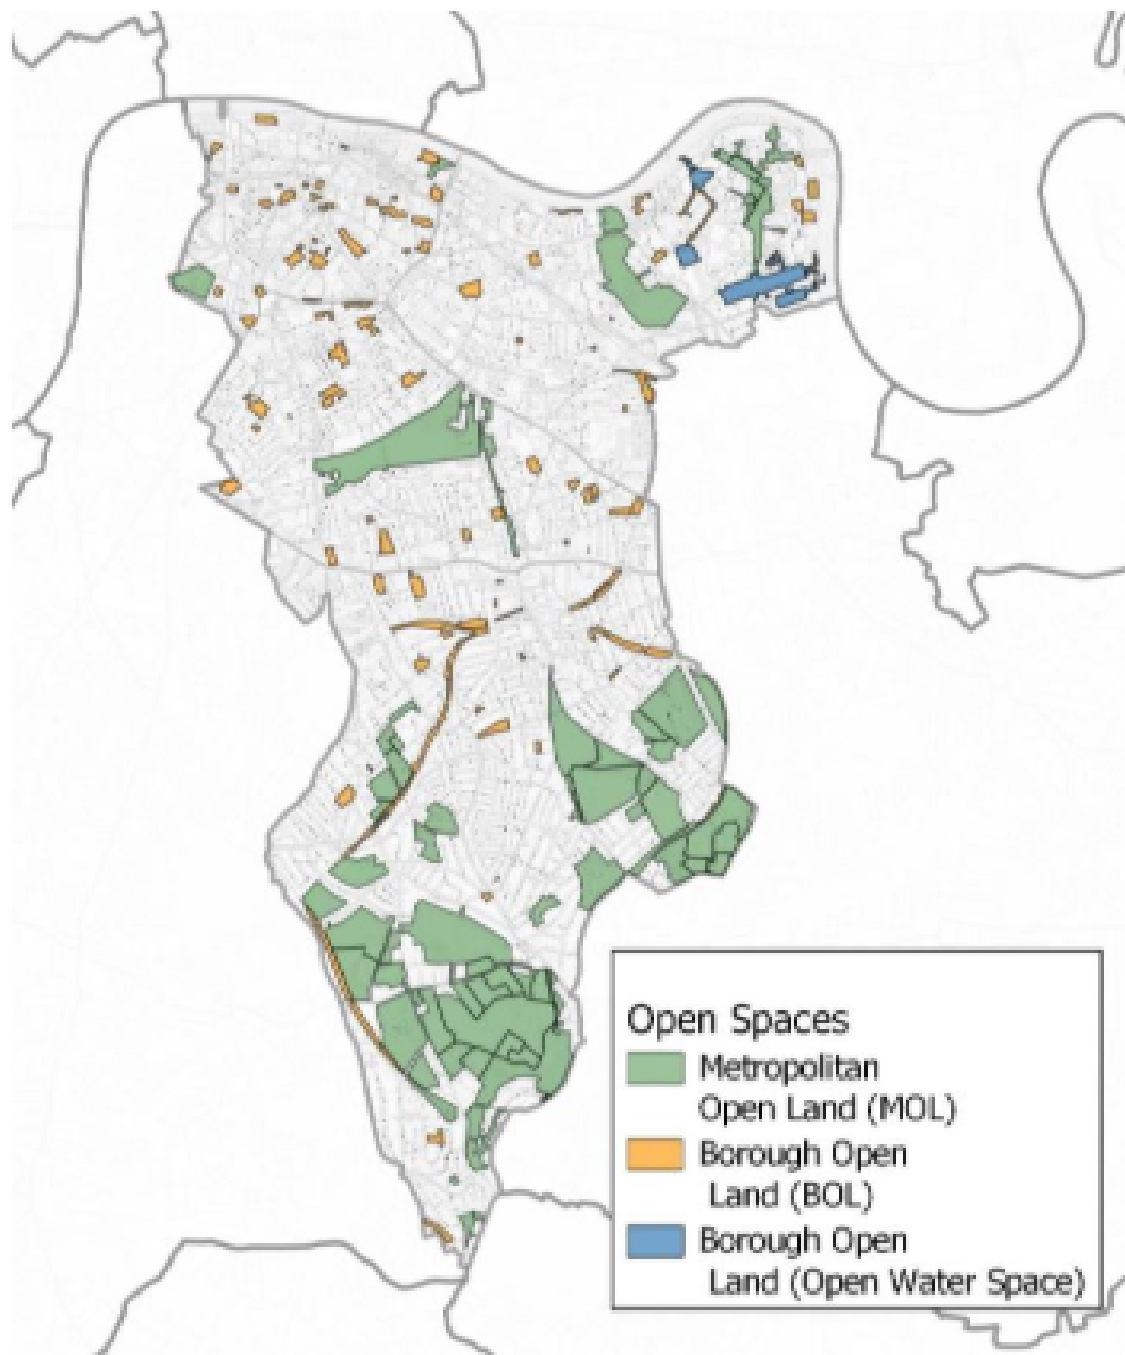 Open Spaces
Metropolitan
Open Land (MOL)
Borough Open
Land (BOL)
Borough Open
Land (Open Water Space)